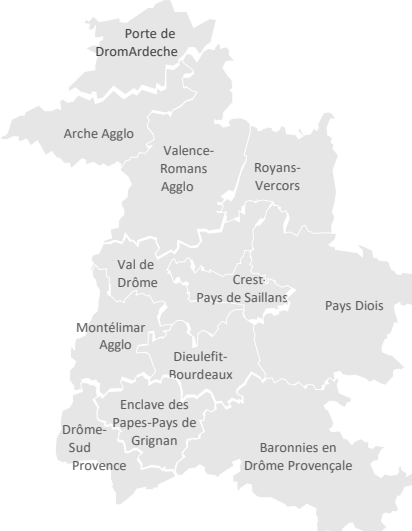 Porte de
DromArdeche
Arche Agglo
Valence-
Romans
Agglo
Royans-
Vercors
Val de
Drôme
Crest-
Pays de Saillans
Pays Diois
Montélimar
Agglo
Dieulefit-
Bourdeaux
Enclave des
Papes-Pays de
Grignan
Drôme-
Sud
Provence
Baronnies en
Drôme Provençale